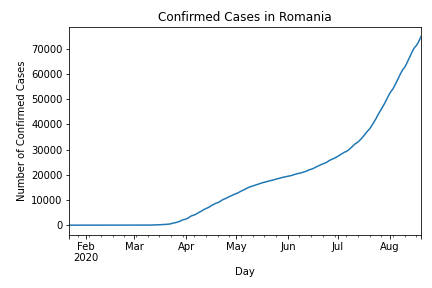 Confirmed Cases in Romania
Number of Confirmed Cases
70000
60000
50000
40000
30000
20000
10000
0
Feb Mar Apr May Jun Jul Aug
2020
Day